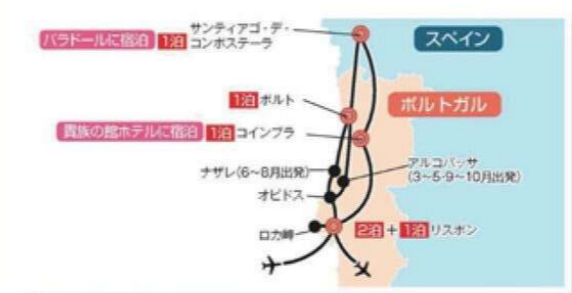 サンティアゴ・デ・
コンポステーラ
パラドールに宿泊 1泊
スペイン
1泊 ポルト
ポルトガル
貴族の館ホテルに宿泊 1泊 コインブラ
ナザレ(6~8月出発)
アルコバッサ
(3~5・9~10月出発)
オビドス
ロカ岬
2泊+1泊 リスボン